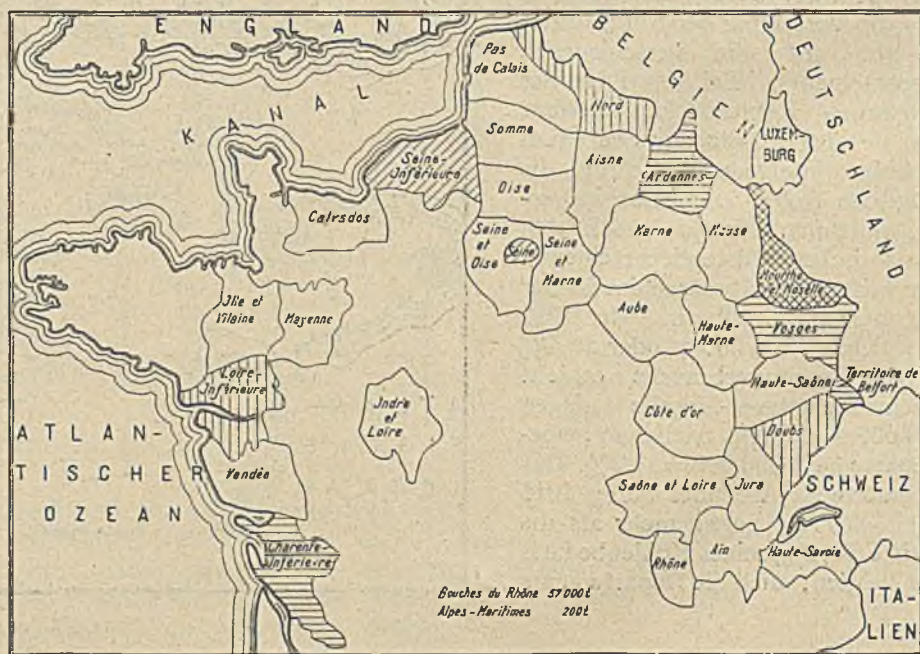 ENGLAND
KANAL
BELGIEN
DEUTSCHLAND
LUXEM-
BURG
Pas
de Calais
Nord
Somme
Seine-
Inférieure
Oise
Aisne
Ardennes
Calvados
Seine
et
Oise
Seine
Seine
et
Marne
Marne
Meuse
Meurthe
et Moselle
Jlle et
Vilaine
Mayenne
Aube
Haute-
Marne
Vosges
Loire-
Inférieure
Jndre
et
Loire
Côte d'or
Haute-Saône
Territoire de
Belfort
Doubs
ATLAN-
TISCHER
OZEAN
Vendée
Saône et Loire
Jura
SCHWEIZ
Charente-
Inférieure
Rhône
Ain
Haute-Savoie
Bouches du Rhône 57000t
Alpes-Maritimes 200t
ITA-
LIEN